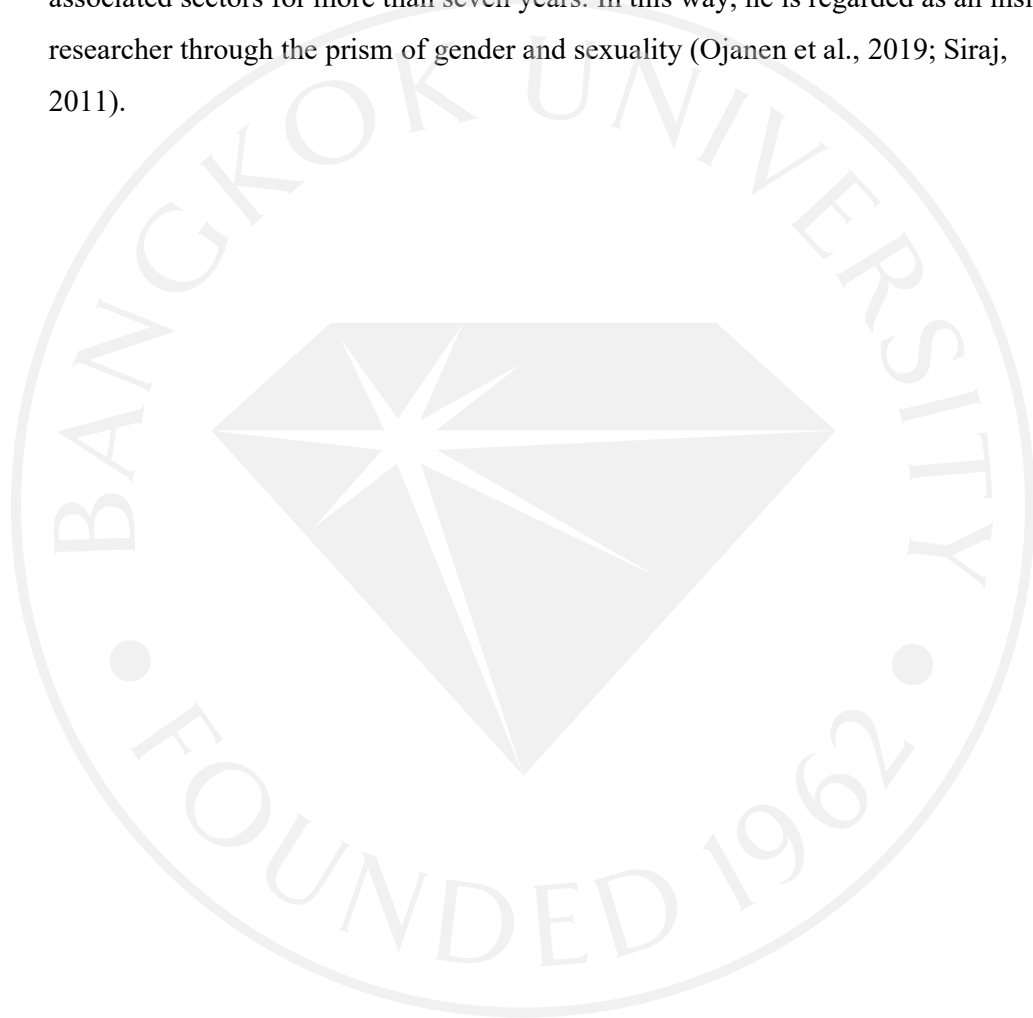 associated sectors for more than seven years. In this way, he is regarded as an
researcher through the prism of gender and sexuality (Ojanen et al., 2019; Siraj,
2011).
BANGKOK UNIVERSITY
FOUNDED 1962